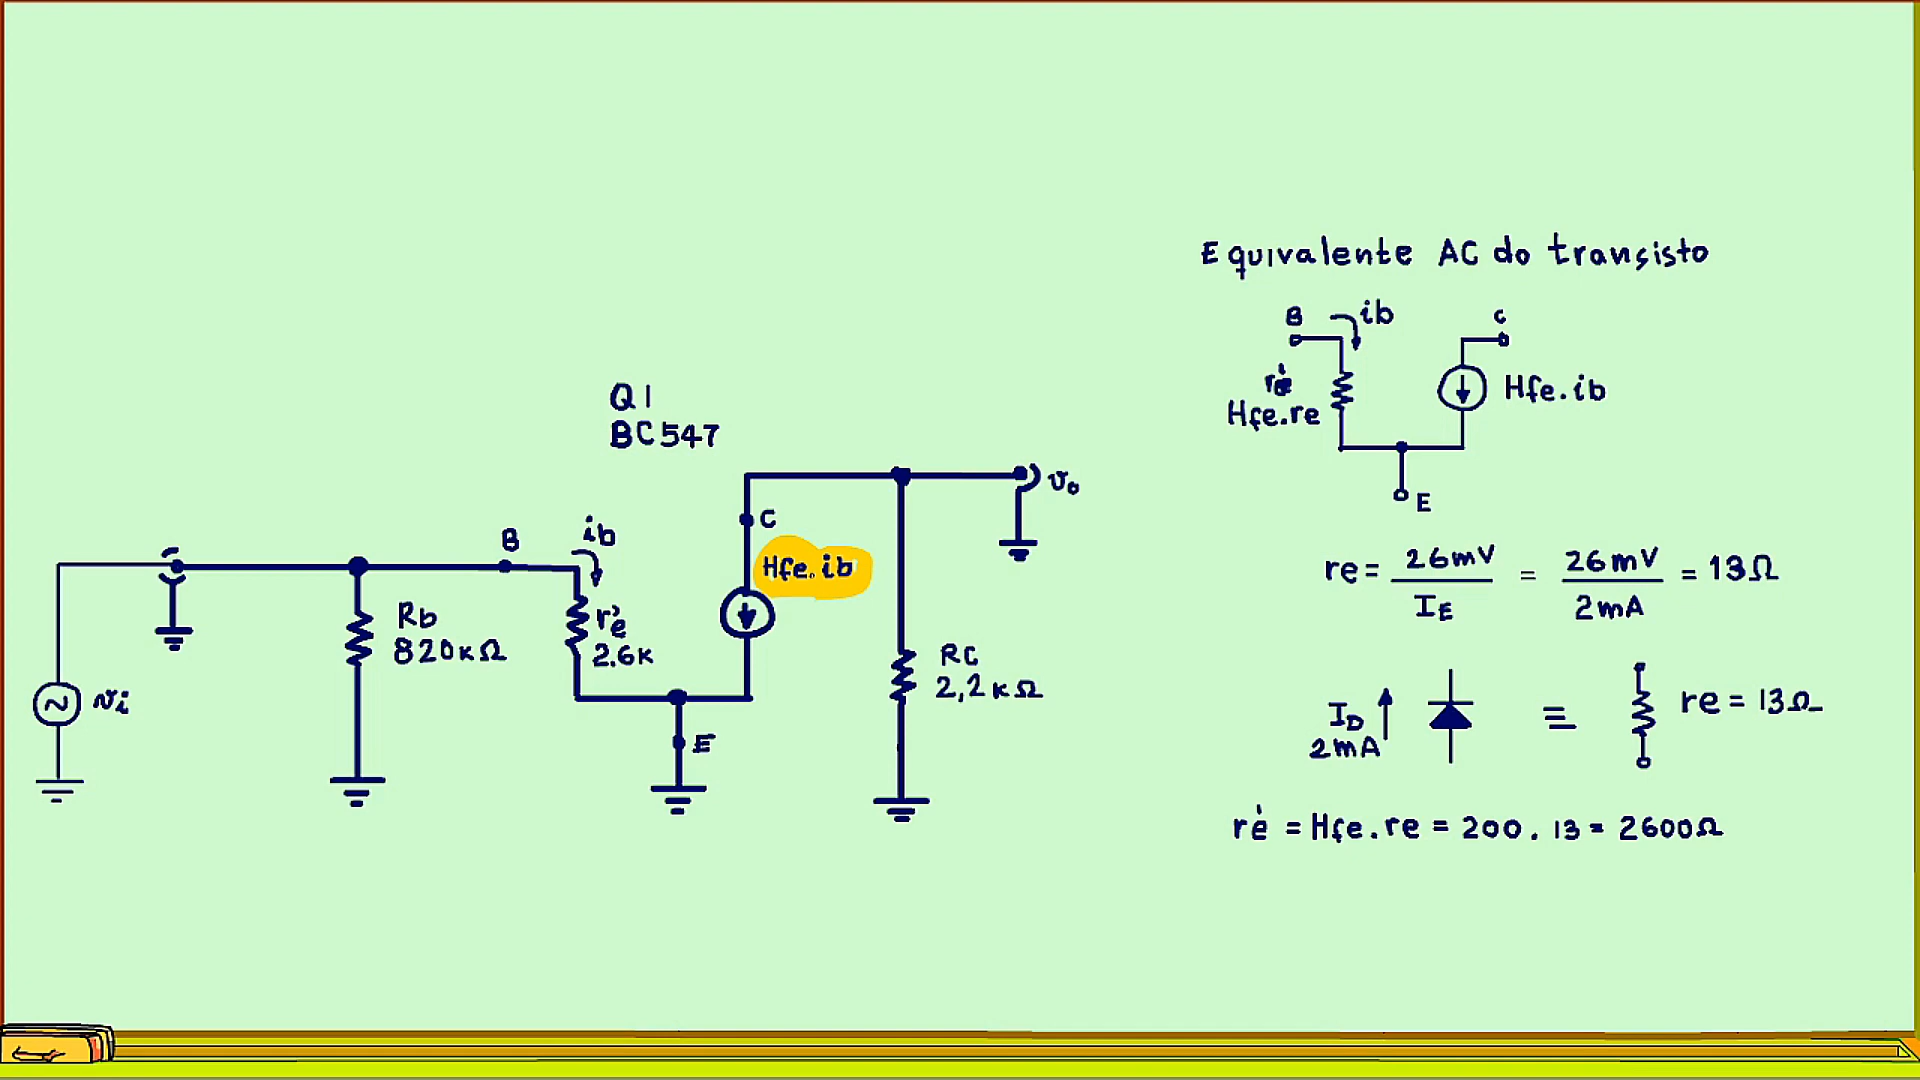 Equivalente AC do transisto
B
ib
C
ré
Hfe.re
Hfe.ib
E
Q1
BC547
vo
C
B
ib
Hfe.ib
re = 26mV / IE = 26mV / 2mA = 13Ω
Rb
820KΩ
r'e
2.6K
RC
2,2KΩ
vi
E
ID
2mA
re = 13Ω
ré = Hfe.re = 200 . 13 = 2600Ω